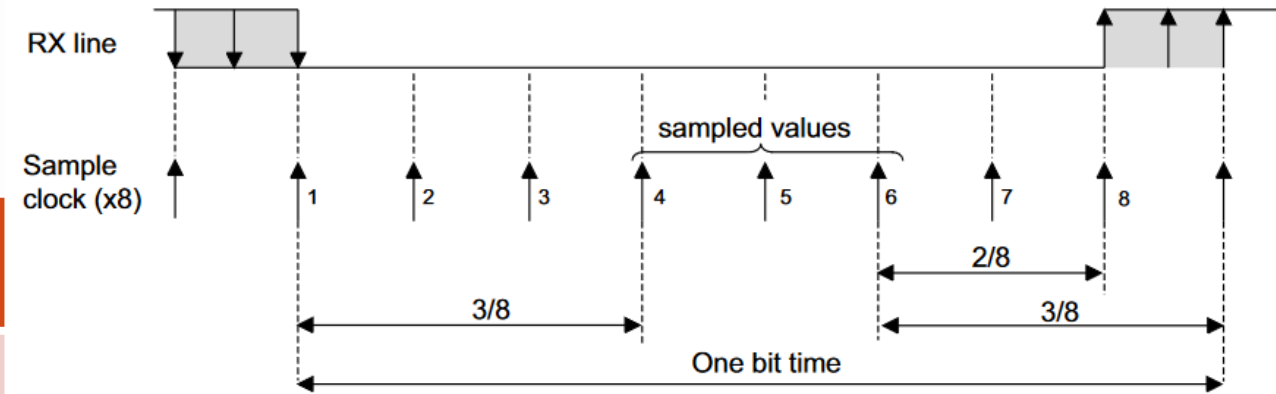 RX line
sampled values
Sample
clock (x8)
1 2 3 4 5 6 7 8
2/8
3/8 3/8
One bit time